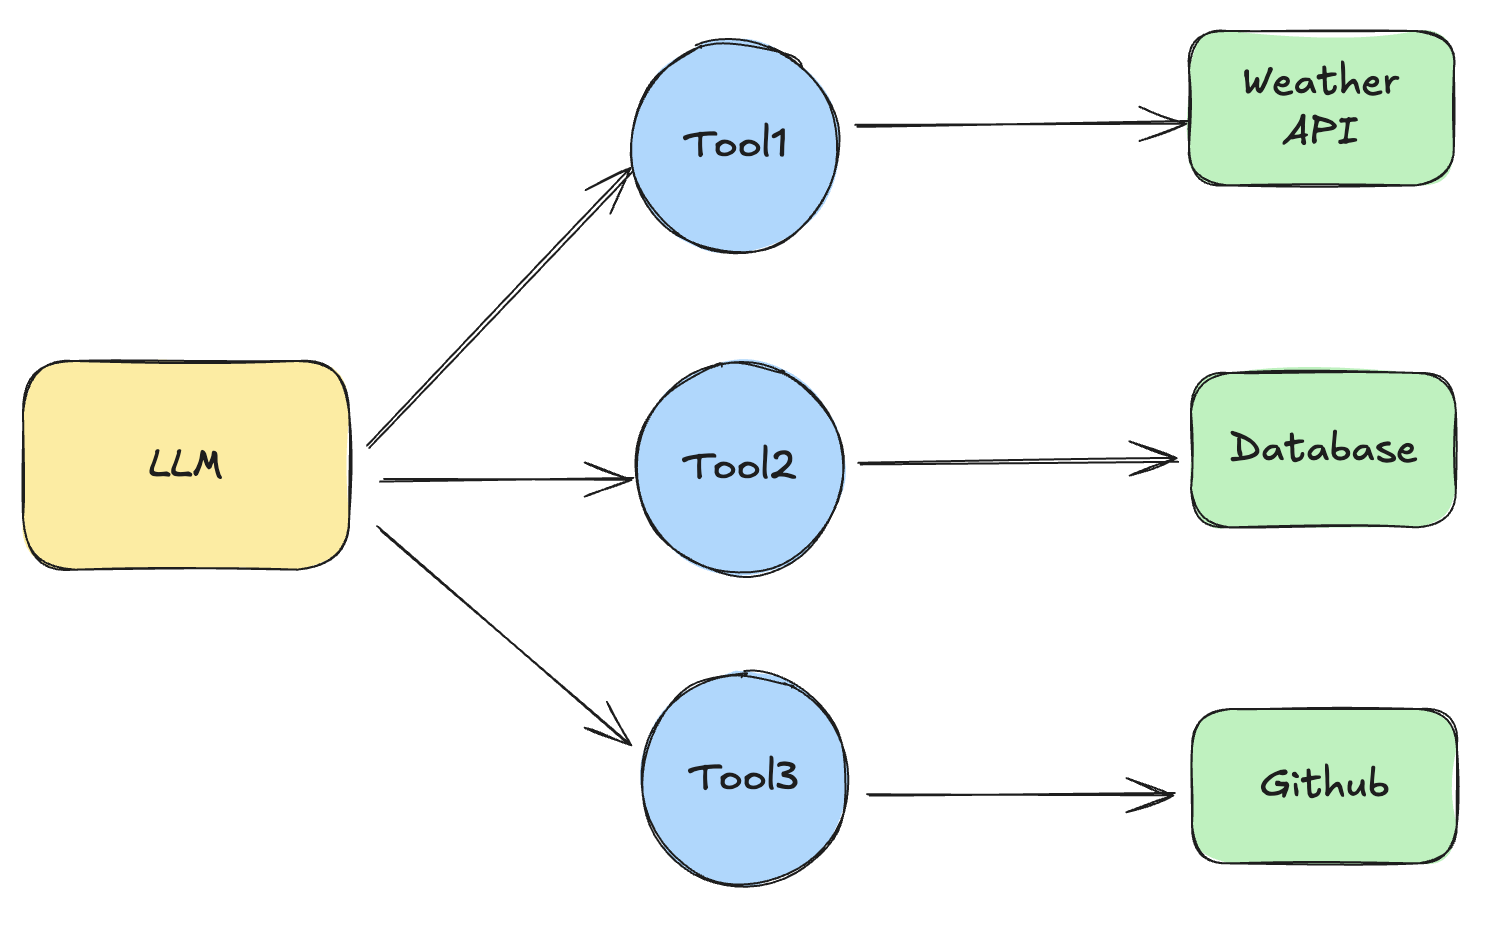 Weather
API
Tool1
LLM
Tool2
Database
Tool3
Github